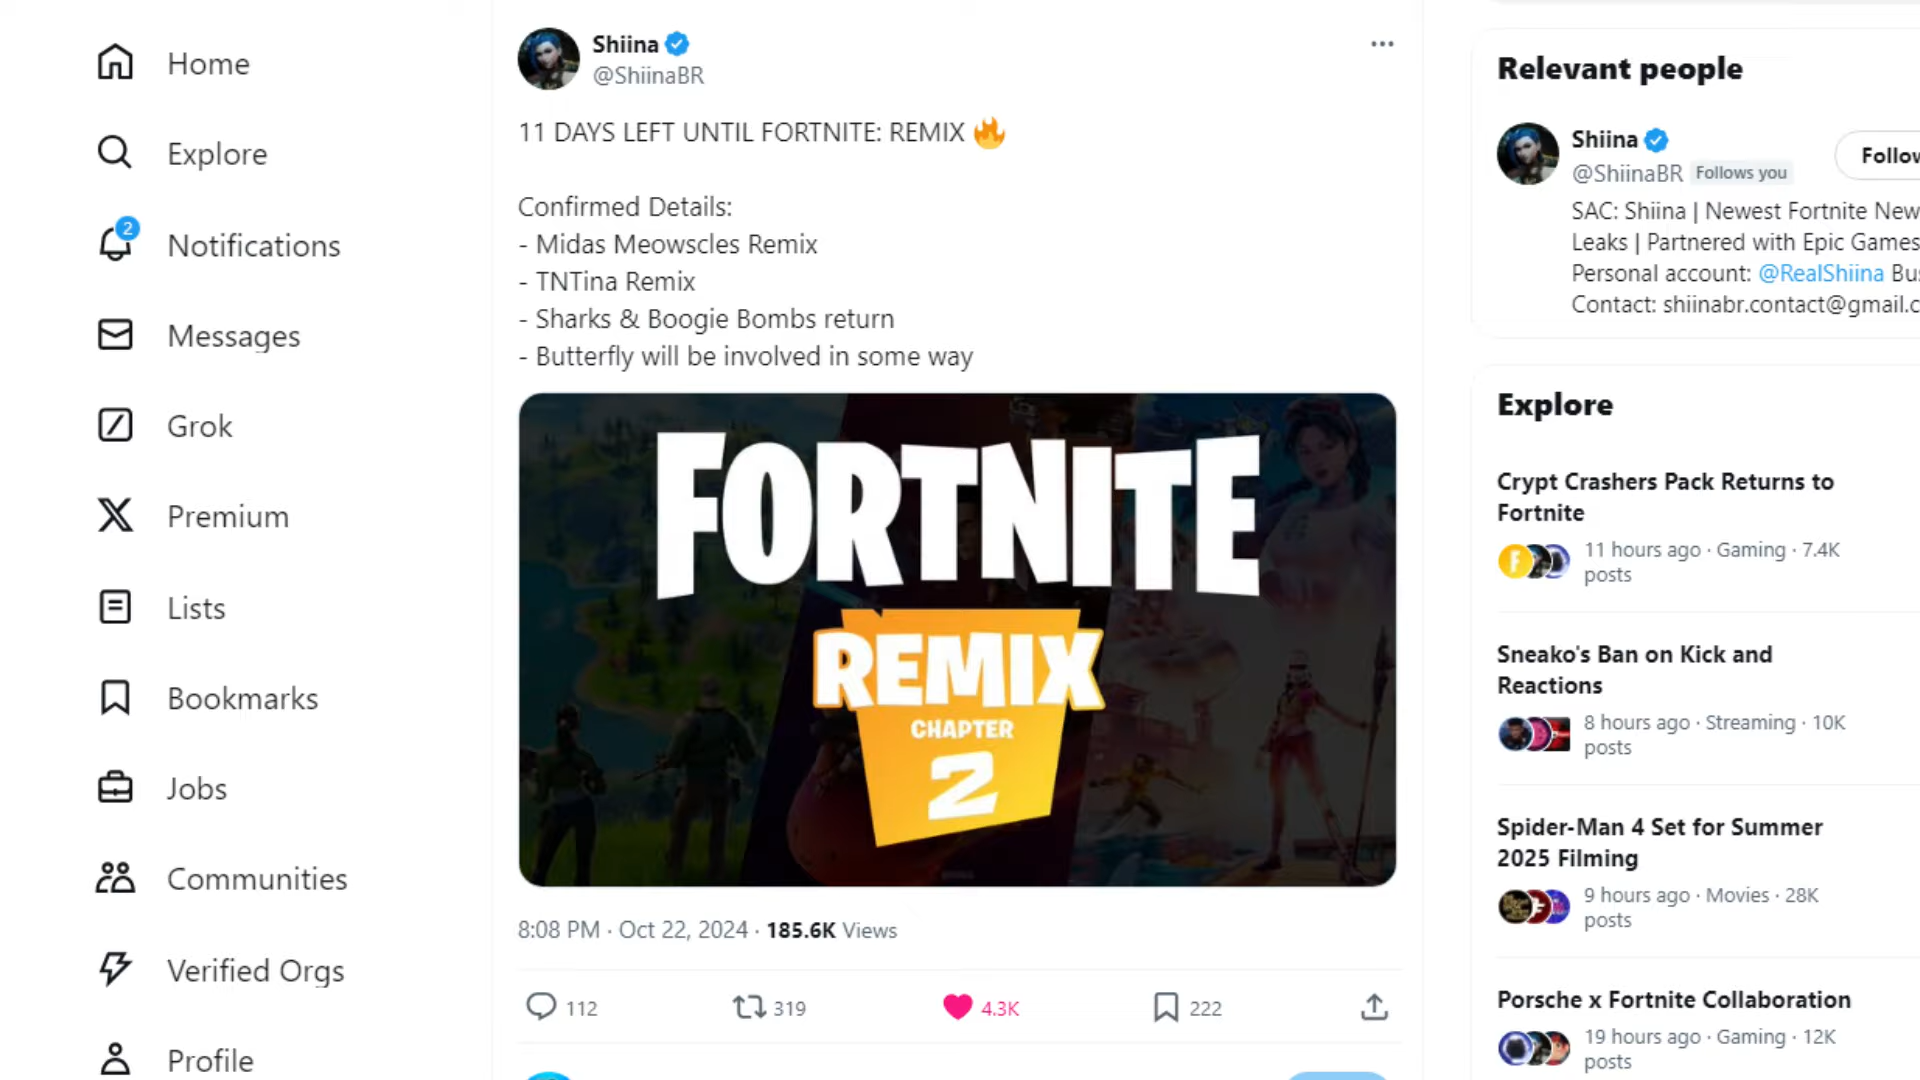 Home
Explore
2
Notifications
Messages
Grok
Premium
Lists
Bookmarks
Jobs
Communities
Verified Orgs
Profile
Shiina
@ShiinaBR
11 DAYS LEFT UNTIL FORTNITE: REMIX 🔥
Confirmed Details:
- Midas Meowscles Remix
- TNTina Remix
- Sharks & Boogie Bombs return
- Butterfly will be involved in some way
FORTNITE
REMIX
CHAPTER
2
8:08 PM · Oct 22, 2024 · 185.6K Views
112
319
4.3K
222
Relevant people
Shiina
@ShiinaBR Follows you
Follow
SAC: Shiina | Newest Fortnite New
Leaks | Partnered with Epic Games
Personal account: @RealShiina
Contact: shiinabr.contact@gmail.c
Explore
Crypt Crashers Pack Returns to
Fortnite
11 hours ago · Gaming · 7.4K
posts
Sneako's Ban on Kick and
Reactions
8 hours ago · Streaming · 10K
posts
Spider-Man 4 Set for Summer
2025 Filming
9 hours ago · Movies · 28K
posts
Porsche x Fortnite Collaboration
19 hours ago · Gaming · 12K
posts